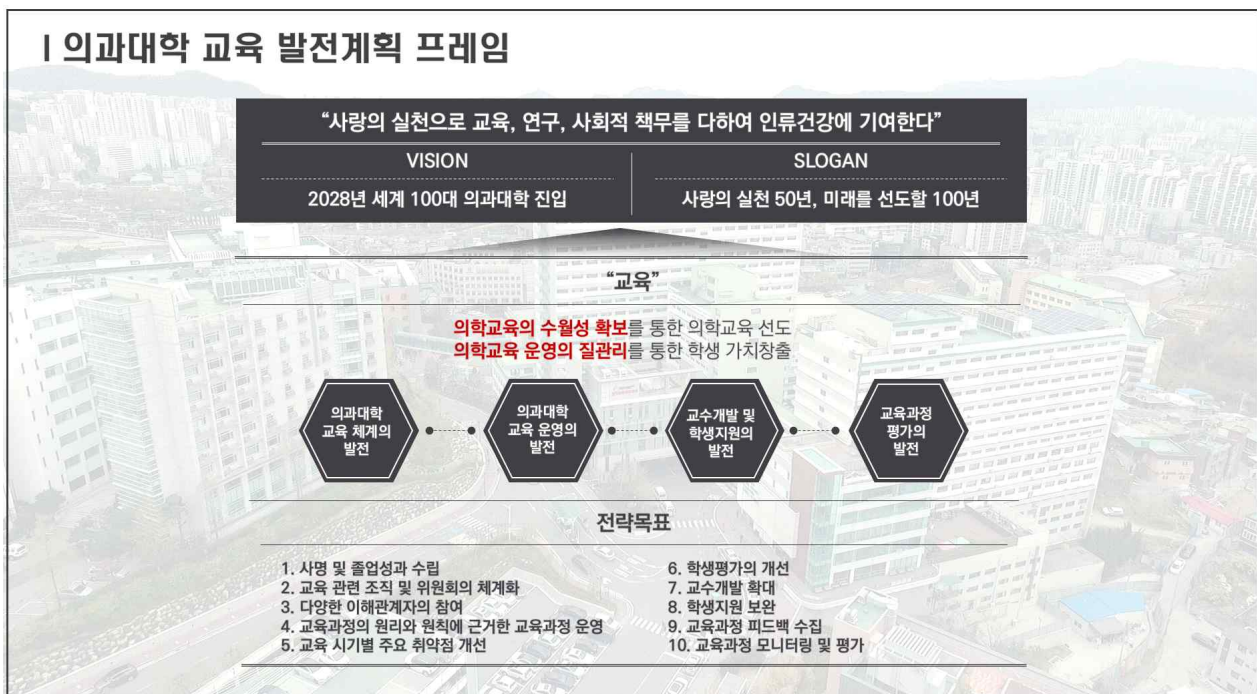 | 의과대학 교육 발전계획 프레임
“사랑의 실천으로 교육, 연구, 사회적 책무를 다하여 인류건강에 기여한다”
VISION
2028년 세계 100대 의과대학 진입
SLOGAN
사랑의 실천 50년, 미래를 선도할 100년
“교육”
의학교육의 수월성 확보를 통한 의학교육 선도
의학교육 운영의 질관리를 통한 학생 가치창출
의과대학
교육 체계의
발전
의과대학
교육 운영의
발전
교수개발 및
학생지원의
발전
교육과정
평가의
발전
전략목표
1. 사명 및 졸업성과 수립
2. 교육 관련 조직 및 위원회의 체계화
3. 다양한 이해관계자의 참여
4. 교육과정의 원리와 원칙에 근거한 교육과정 운영
5. 교육 시기별 주요 취약점 개선
6. 학생평가의 개선
7. 교수개발 확대
8. 학생지원 보완
9. 교육과정 피드백 수집
10. 교육과정 모니터링 및 평가